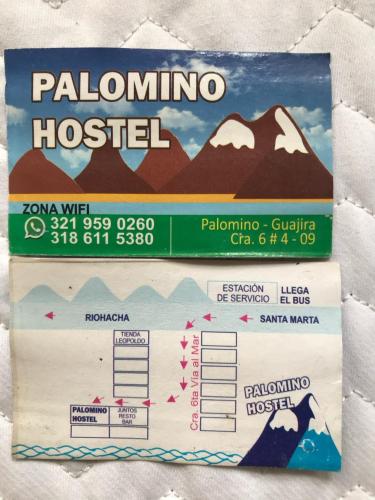 PALOMINO
HOSTEL
ZONA WIFI
321 959 0260
318 611 5380
Palomino - Guajira
Cra. 6 # 4 - 09
ESTACIÓN
DE SERVICIO
LLEGA
EL BUS
RIOHACHA
SANTA MARTA
TIENDA
LEOPOLDO
Cra. 6ta Vía al Mar
PALOMINO
HOSTEL
JUNTOS
RESTO
BAR
PALOMINO
HOSTEL